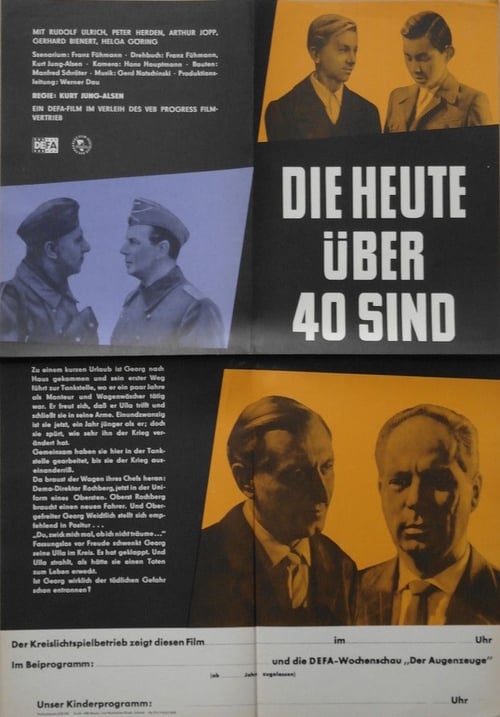 MIT RUDOLF ULRICH, PETER HERDEN, ARTHUR JOPP,
GERHARD BIENERT, HELGA GÖRING
Szenarium: Franz Fühmann · Drehbuch: Franz Fühmann,
Kurt Jung-Alsen · Kamera: Hans Hauptmann · Bauten:
Manfred Schröter · Musik: Gerd Natschinski · Produktions-
leitung: Werner Dau
REGIE: KURT JUNG-ALSEN
EIN DEFA-FILM IM VERLEIH DES VEB PROGRESS FILM-
VERTRIEB
DEFA
DIE HEUTE
ÜBER
40 SIND
Zu einem kurzen Urlaub ist Georg nach
Haus gekommen und sein erster Weg
führt zur Tankstelle, wo er ein paar Jahre
als Monteur und Wagenwäscher tätig
war. Er freut sich, daß er Ulla trifft und
schließt sie in seine Arme. Einundzwanzig
ist sie jetzt, ein Jahr jünger als er; doch
sie spürt, wie sehr ihn der Krieg ver-
ändert hat.
Gemeinsam haben sie hier in der Tank-
stelle gearbeitet, bis sie der Krieg aus-
einanderriß.
Da braust der Wagen ihres Chefs heran:
Dema-Direktor Rochberg, jetzt in der Uni-
form eines Obersten. Oberst Rochberg
braucht einen neuen Fahrer. Und Ober-
gefreiter Georg Weidtlich stellt sich emp-
fehlend in Positur . . .
„Du, zwick mich mal, ob ich nicht träume...“
Fassungslos vor Freude schwenkt Georg
seine Ulla im Kreis. Es hat geklappt. Und
Ulla strahlt, als hätte sie einen Toten
zum Leben erweckt.
Ist Georg wirklich der tödlichen Gefahr
schon entronnen?
Der Kreislichtspielbetrieb zeigt diesen Film im Uhr
Im Beiprogramm: und die DEFA-Wochenschau „Der Augenzeuge“
(ab Jahre zugelassen)
Unser Kinderprogramm: Uhr